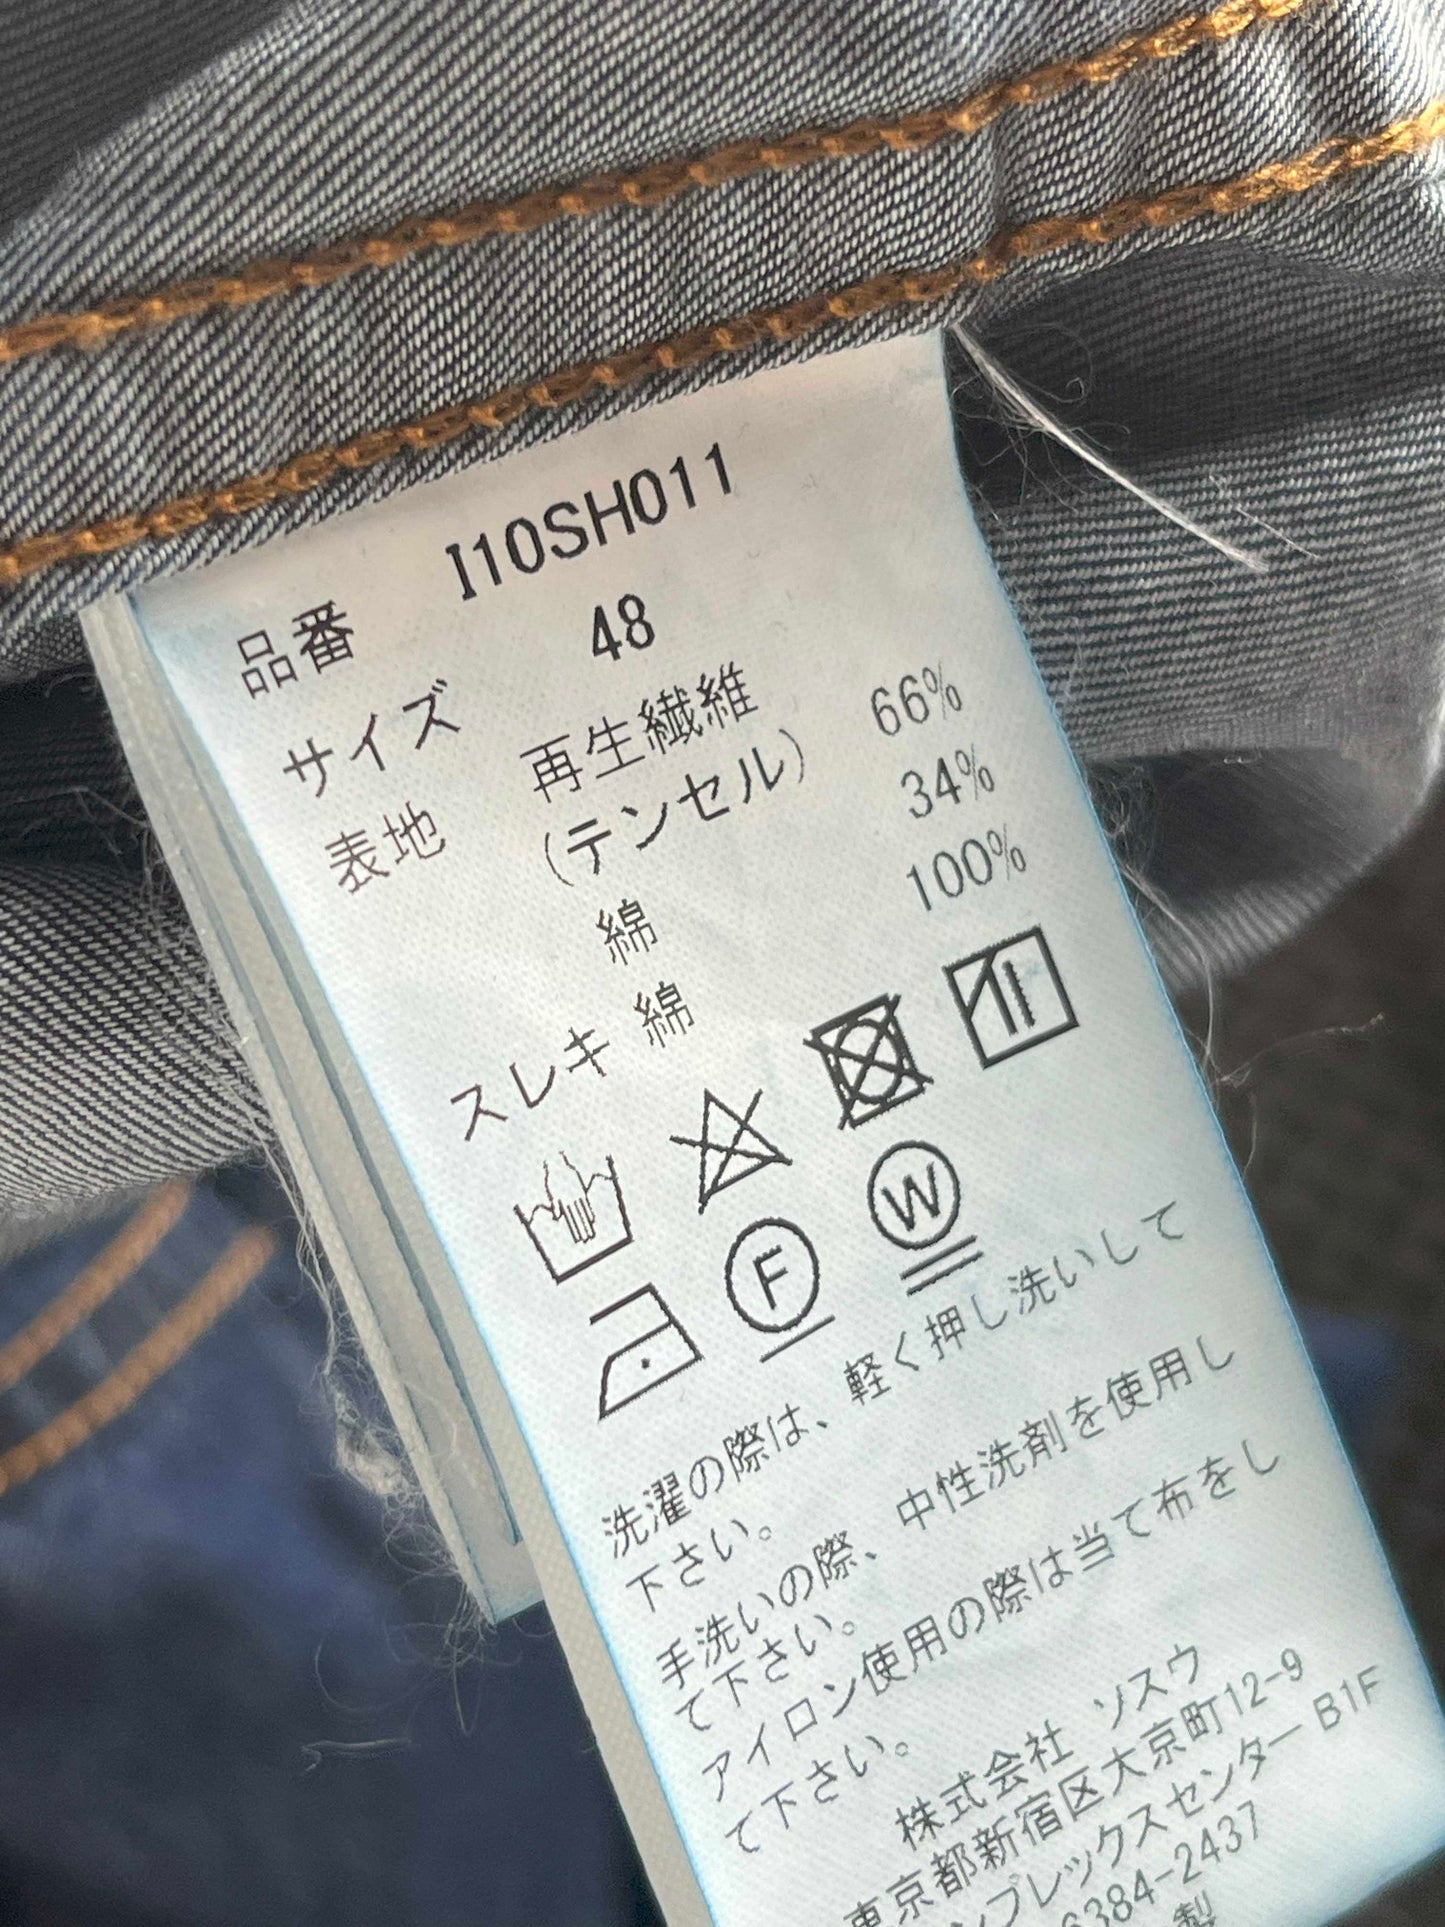 品番 I10SH011
サイズ 48
表地 再生繊維 66%
(テンセル)
綿 34%
スレキ 綿 100%
F W
洗濯の際は、軽く押し洗いして
下さい。
手洗いの際、中性洗剤を使用し
て下さい。
アイロン使用の際は当て布をし
て下さい。
株式会社 ソスウ
東京都新宿区大京町12-9
ンプレックスセンター B1F
6384-2437
製